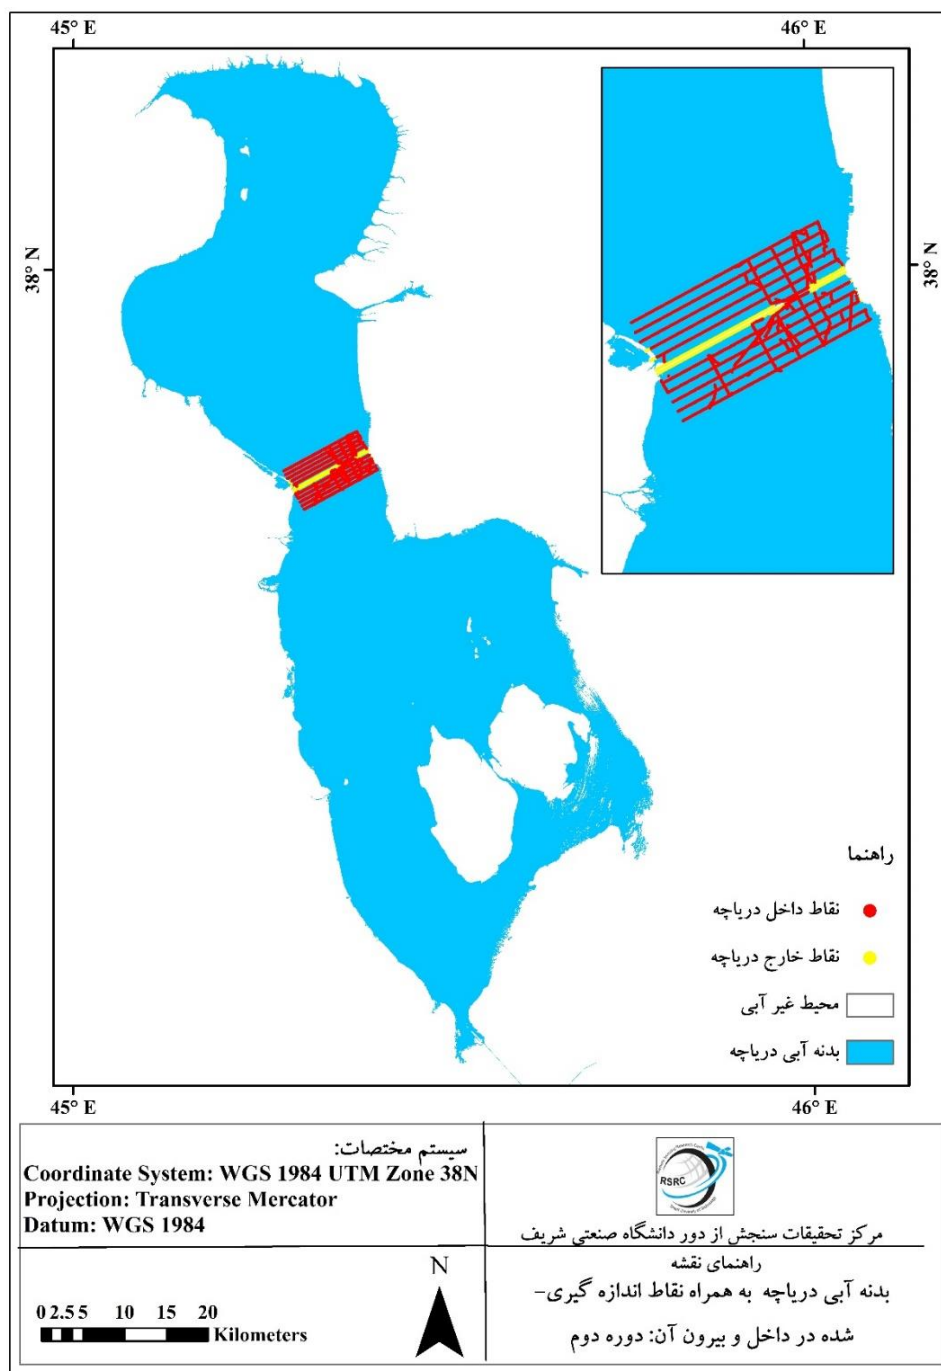 45° E 46° E
38° N 38° N
راهنما
نقاط داخل دریاچه
نقاط خارج دریاچه
محیط غیر آبی
بدنه آبی دریاچه
45° E 46° E
سیستم مختصات:
Coordinate System: WGS 1984 UTM Zone 38N
Projection: Transverse Mercator
Datum: WGS 1984
RSRC
مرکز تحقیقات سنجش از دور دانشگاه صنعتی شریف
راهنمای نقشه
بدنه آبی دریاچه به همراه نقاط اندازه گیری-
شده در داخل و بیرون آن: دوره دوم
N
0 2.5 5 10 15 20
Kilometers